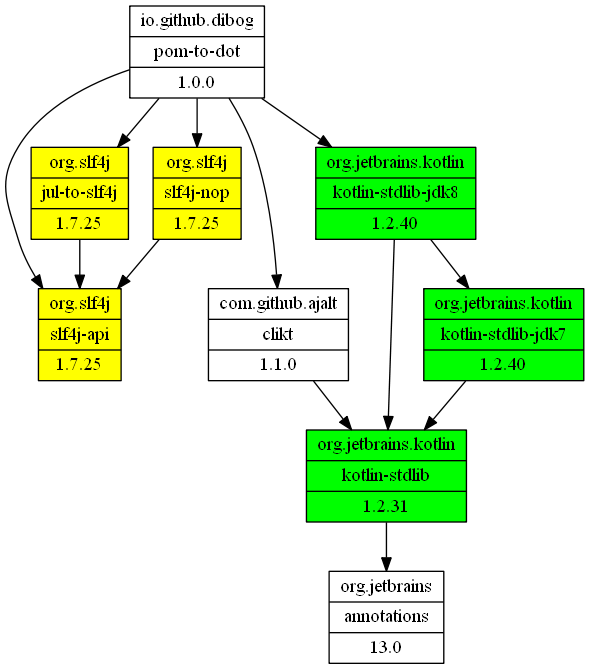 io.github.dibog
pom-to-dot
1.0.0
org.slf4j
jul-to-slf4j
1.7.25
org.slf4j
slf4j-nop
1.7.25
org.jetbrains.kotlin
kotlin-stdlib-jdk8
1.2.40
org.slf4j
slf4j-api
1.7.25
com.github.ajalt
clikt
1.1.0
org.jetbrains.kotlin
kotlin-stdlib-jdk7
1.2.40
org.jetbrains.kotlin
kotlin-stdlib
1.2.31
org.jetbrains
annotations
13.0